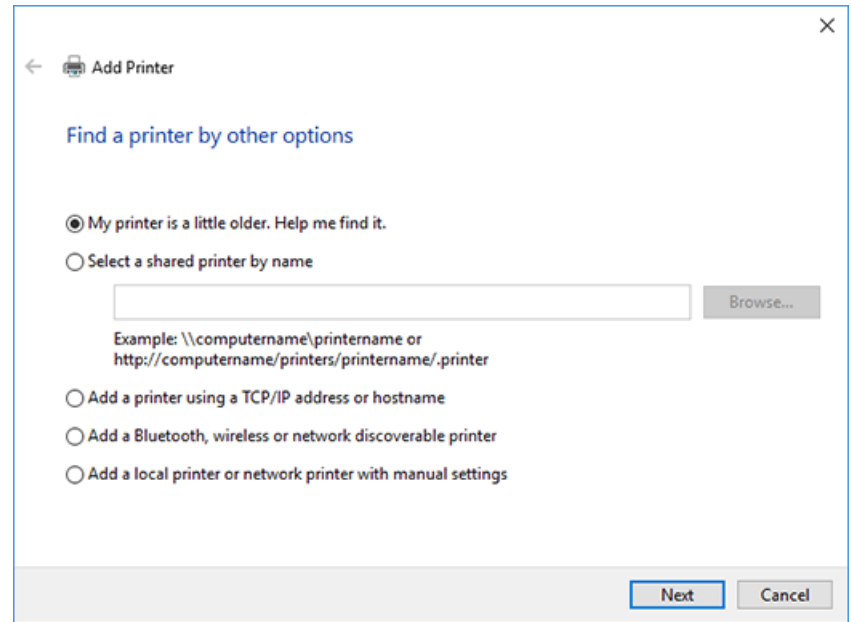 Add Printer
Find a printer by other options
My printer is a little older. Help me find it.
Select a shared printer by name
Browse...
Example: \\computername\printername or
http://computername/printers/printername/.printer
Add a printer using a TCP/IP address or hostname
Add a Bluetooth, wireless or network discoverable printer
Add a local printer or network printer with manual settings
Next Cancel